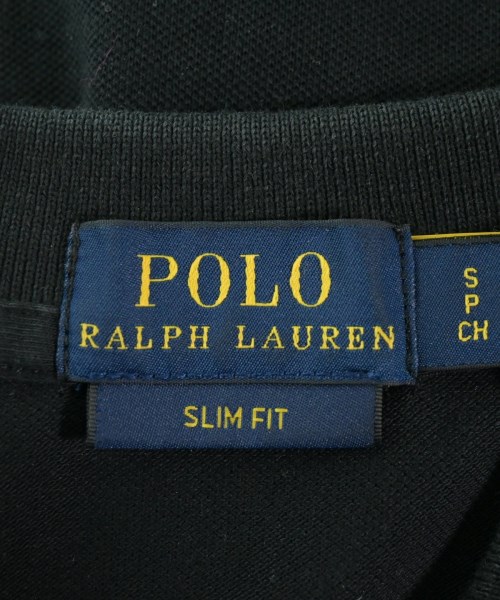 POLO
RALPH LAUREN
SLIM FIT
S
P
CH